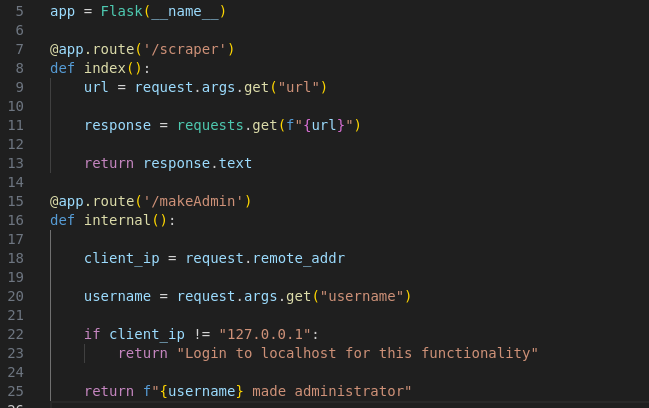 5 app = Flask(__name__)
6
7 @app.route('/scraper')
8 def index():
9     url = request.args.get("url")
10
11     response = requests.get(f"{url}")
12
13     return response.text
14
15 @app.route('/makeAdmin')
16 def internal():
17
18     client_ip = request.remote_addr
19
20     username = request.args.get("username")
21
22     if client_ip != "127.0.0.1":
23         return "Login to localhost for this functionality"
24
25     return f"{username} made administrator"
26